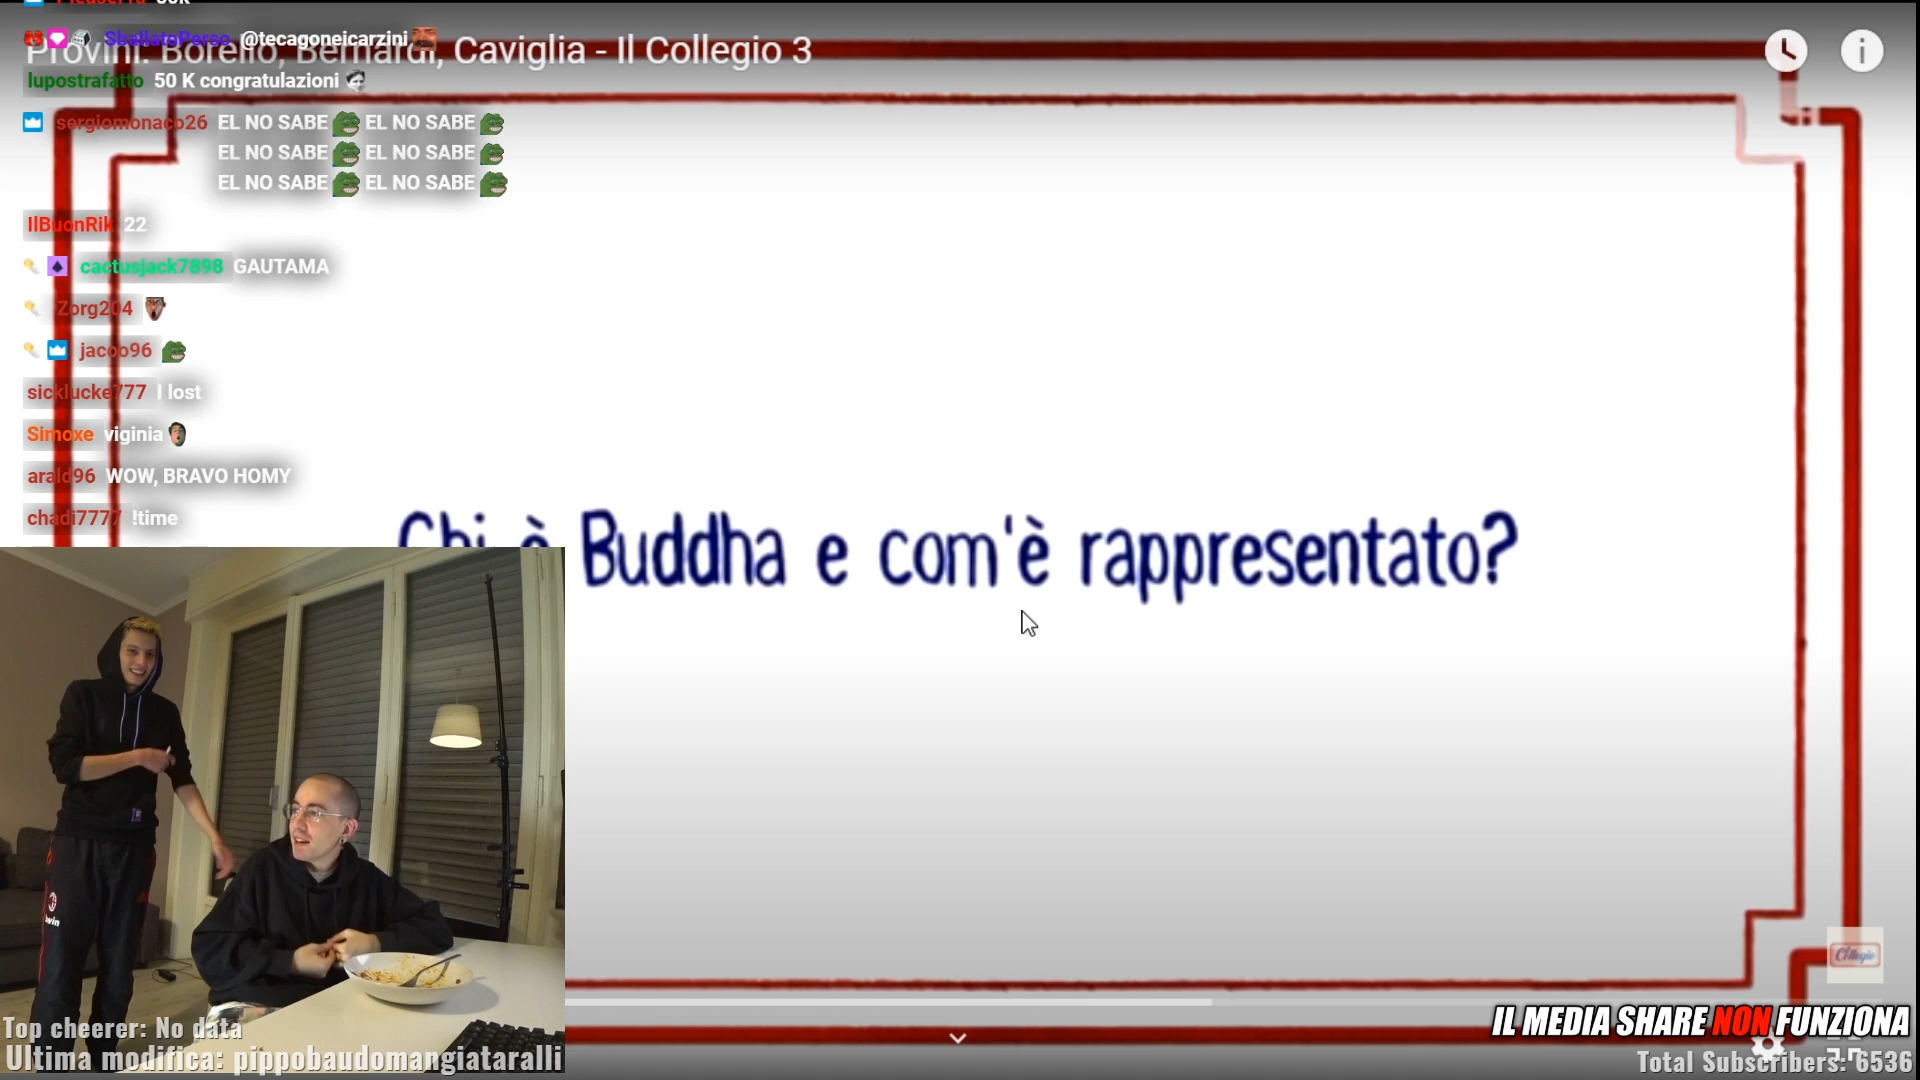 Provini: Borello, Bernardi, Caviglia - Il Collegio 3
SballatoPerso @tecagoneicarzini
lupostrafatto 50 K congratulazioni
sergiomonaco26 EL NO SABE EL NO SABE
EL NO SABE EL NO SABE
EL NO SABE EL NO SABE
IlBuonRik 22
cactusjack7898 GAUTAMA
Zorg204
jacoo96
sicklucke777 I lost
Simoxe viginia
arald96 WOW, BRAVO HOMY
chadi7777 !time
Chi è Buddha e com'è rappresentato?
bwin
Collegio
IL MEDIA SHARE NON FUNZIONA
Top cheerer: No data
Ultima modifica: pippobaudomangiataralli
Total Subscribers: 6536